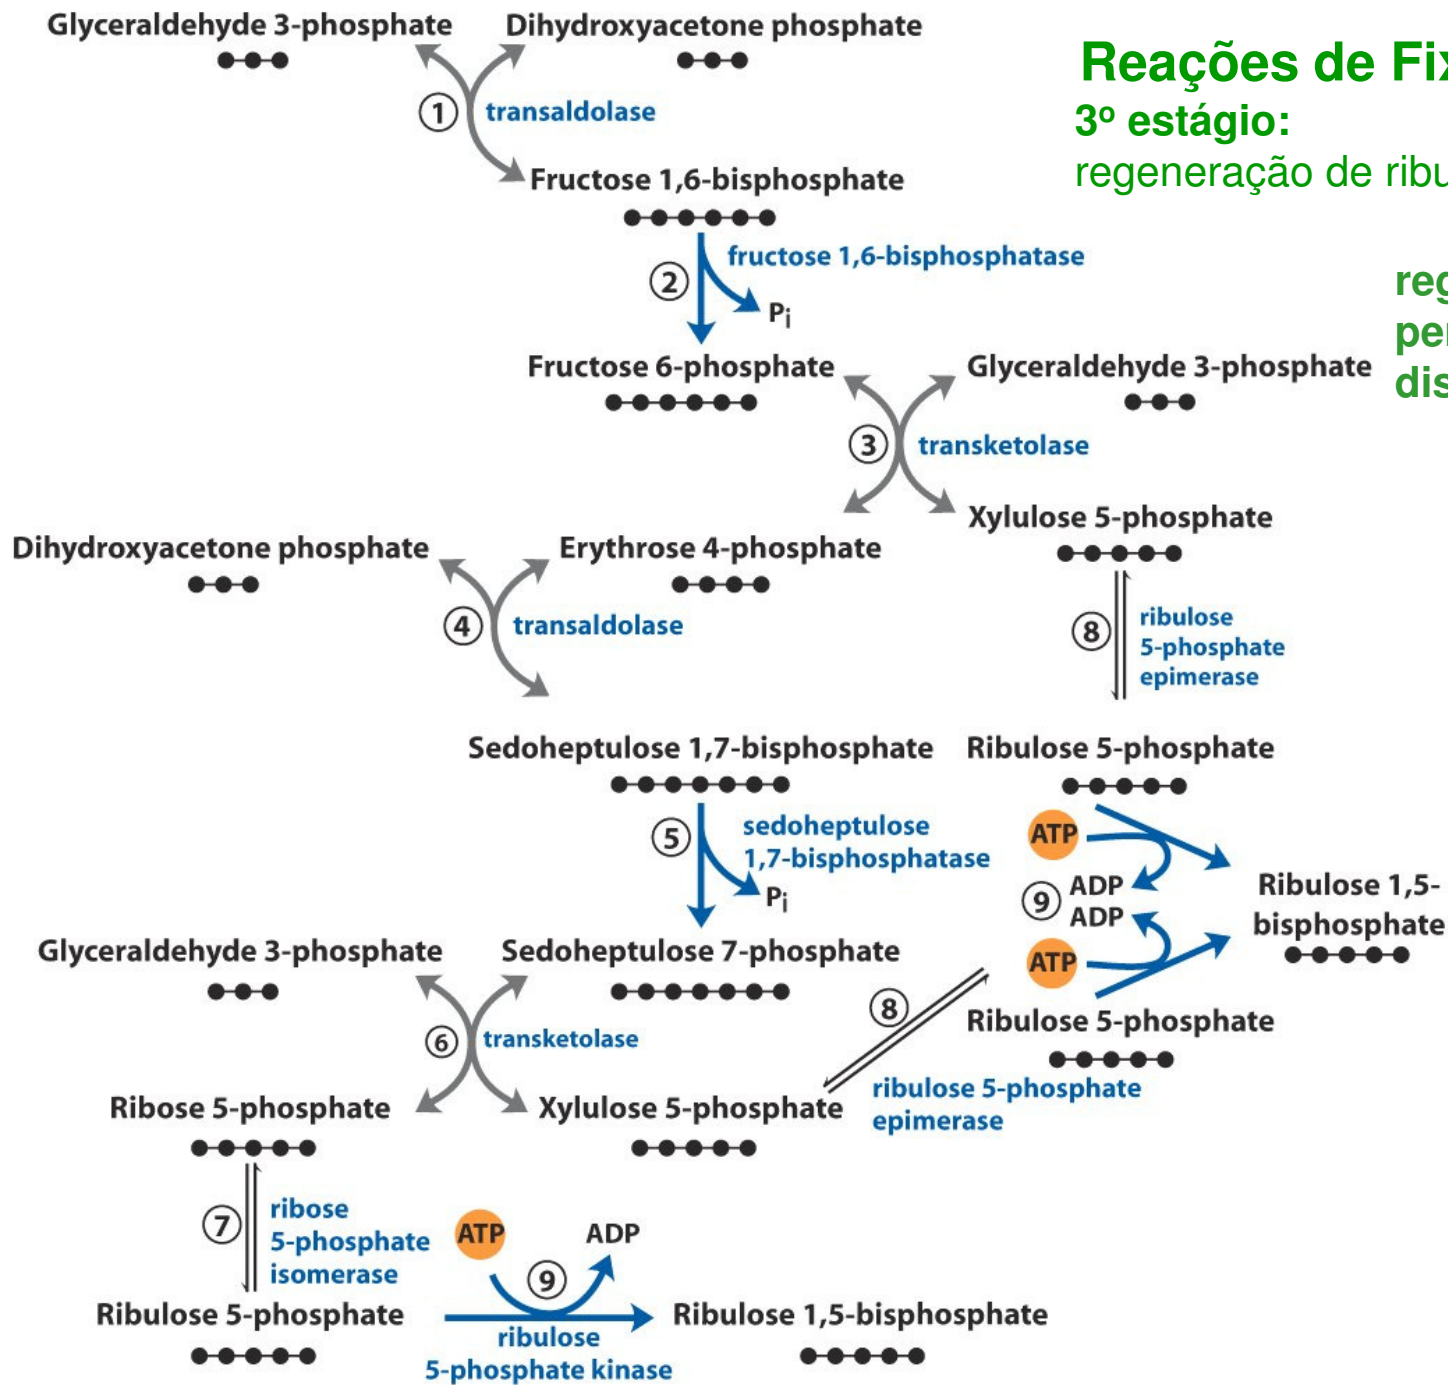 Glyceraldehyde 3-phosphate
Dihydroxyacetone phosphate
Reações de Fi
3º estágio:
regeneração de ribu
1
transaldolase
Fructose 1,6-bisphosphate
2
fructose 1,6-bisphosphatase
Pi
reg
per
dis
Fructose 6-phosphate
Glyceraldehyde 3-phosphate
3
transketolase
Xylulose 5-phosphate
Dihydroxyacetone phosphate
Erythrose 4-phosphate
4
transaldolase
8
ribulose
5-phosphate
epimerase
Sedoheptulose 1,7-bisphosphate
Ribulose 5-phosphate
5
sedoheptulose
1,7-bisphosphatase
Pi
ATP
ADP
9
ADP
ATP
Ribulose 1,5-
bisphosphate
Glyceraldehyde 3-phosphate
Sedoheptulose 7-phosphate
8
Ribulose 5-phosphate
6
transketolase
ribulose 5-phosphate
epimerase
Ribose 5-phosphate
Xylulose 5-phosphate
7
ribose
5-phosphate
isomerase
ATP
ADP
9
Ribulose 5-phosphate
Ribulose 1,5-bisphosphate
ribulose
5-phosphate kinase